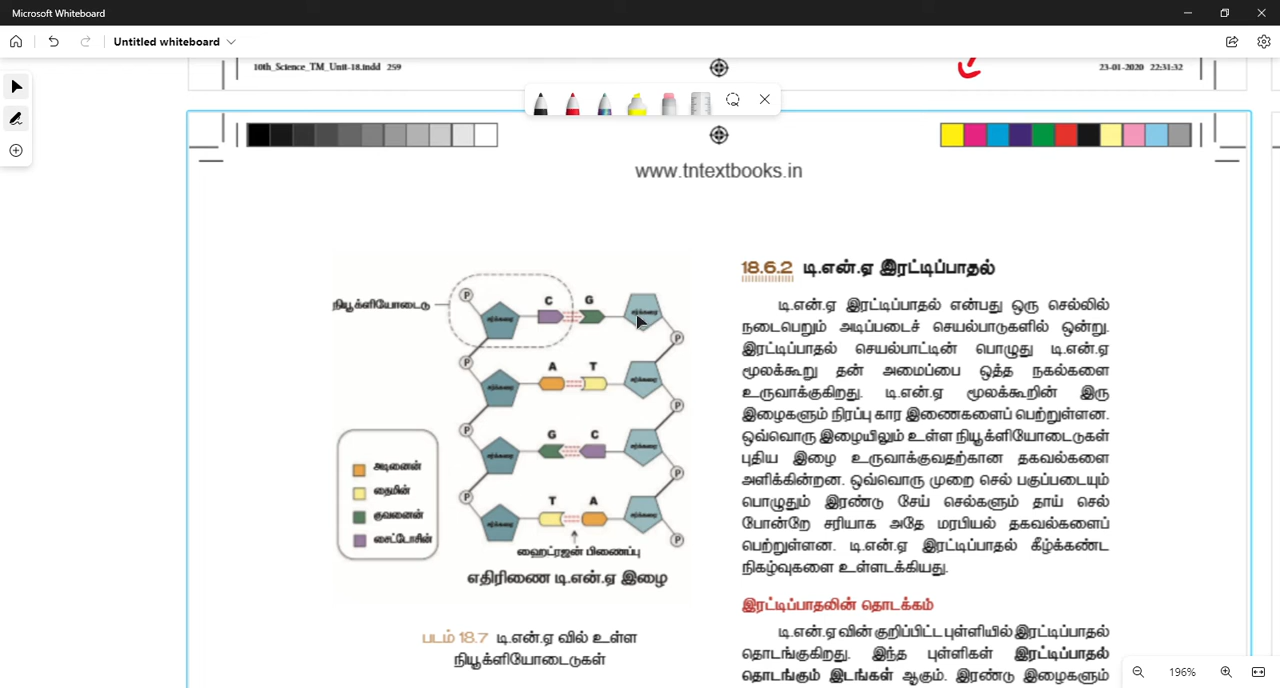 Microsoft Whiteboard
Untitled whiteboard
10th_Science_TM_Unit-18.indd 259
23-01-2020 22:31:32
www.tntextbooks.in
நியூக்ளியோடைடு
P
C G
P
P
A T
P
P
G C
P
P
T A
P
அடினைன்
தைமின்
குவனைன்
சைட்டோசின்
ஹைட்ரஜன் பிணைப்பு
எதிரிணை டி.என்.ஏ இழை
படம் 18.7 டி.என்.ஏ வில் உள்ள
நியூக்ளியோடைடுகள்
18.6.2 டி.என்.ஏ இரட்டிப்பாதல்
டி.என்.ஏ இரட்டிப்பாதல் என்பது ஒரு செல்லில்
நடைபெறும் அடிப்படைச் செயல்பாடுகளில் ஒன்று.
இரட்டிப்பாதல் செயல்பாட்டின் பொழுது டி.என்.ஏ
மூலக்கூறு தன் அமைப்பை ஒத்த நகல்களை
உருவாக்குகிறது. டி.என்.ஏ மூலக்கூறின் இரு
இழைகளும் நிரப்பு கார இணைகளைப் பெற்றுள்ளன.
ஒவ்வொரு இழையிலும் உள்ள நியூக்ளியோடைடுகள்
புதிய இழை உருவாக்குவதற்கான தகவல்களை
அளிக்கின்றன. ஒவ்வொரு முறை செல் பகுப்படையும்
பொழுதும் இரண்டு சேய் செல்களும் தாய் செல்
போன்றே சரியாக அதே மரபியல் தகவல்களைப்
பெற்றுள்ளன. டி.என்.ஏ இரட்டிப்பாதல் கீழ்க்கண்ட
நிகழ்வுகளை உள்ளடக்கியது.
இரட்டிப்பாதலின் தொடக்கம்
டி.என்.ஏ வின் குறிப்பிட்ட புள்ளியில் இரட்டிப்பாதல்
தொடங்குகிறது. இந்த புள்ளிகள் இரட்டிப்பாதல்
தொடங்கும் இடங்கள் ஆகும். இரண்டு இழைகளும்
196%